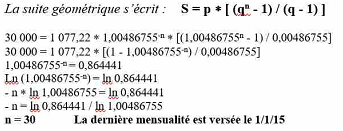 La suite géométrique s'écrit : S = p * [ (qⁿ - 1) / (q - 1) ]
30 000 = 1 077,22 * 1,00486755⁻ⁿ * [(1,00486755ⁿ - 1) / 0,00486755]
30 000 = 1 077,22 * [(1 - 1,00486755⁻ⁿ) / 0,00486755]
1,00486755⁻ⁿ = 0,864441
Ln (1,00486755⁻ⁿ) = ln 0,864441
- n * ln 1,00486755 = ln 0,864441
- n = ln 0,864441 / ln 1,00486755
n = 30 La dernière mensualité est versée le 1/1/15